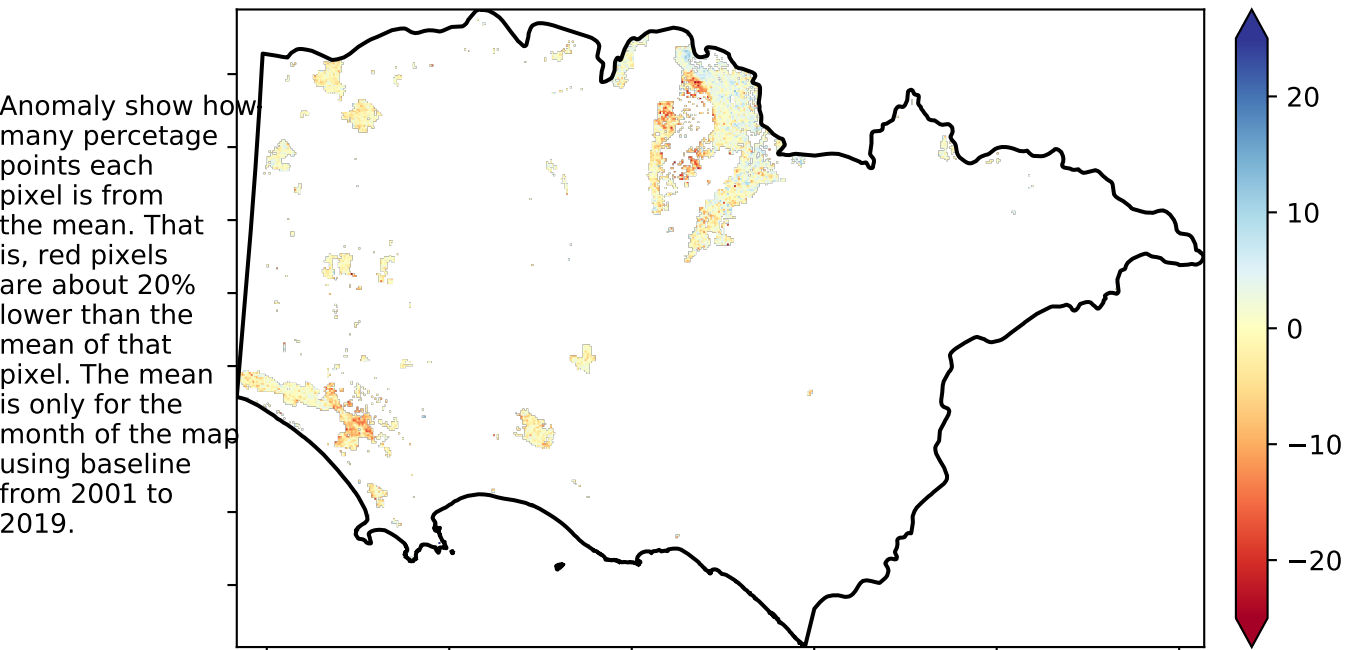 Anomaly show how
many percetage
points each
pixel is from
the mean. That
is, red pixels
are about 20%
lower than the
mean of that
pixel. The mean
is only for the
month of the map
using baseline
from 2001 to
2019.
20
10
0
−10
−20